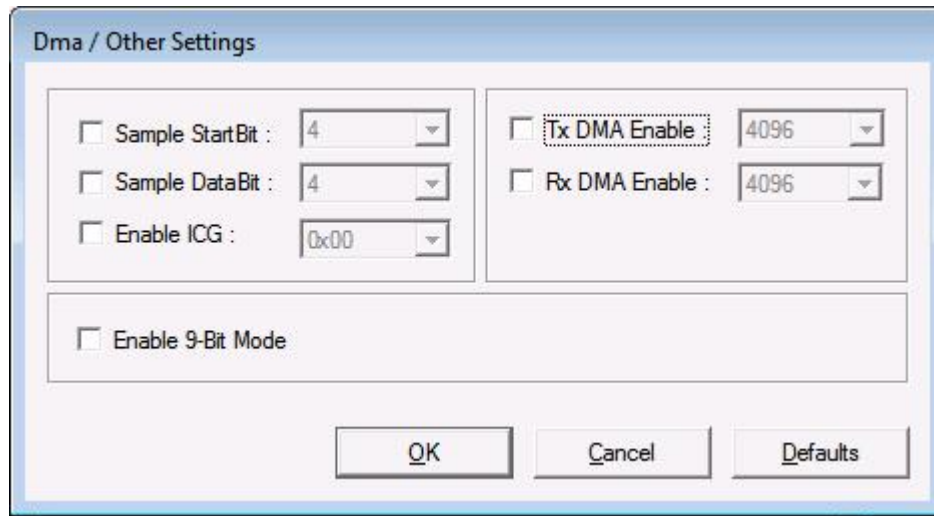 Dma / Other Settings
Sample StartBit : 4
Sample DataBit : 4
Enable ICG : 0x00
Tx DMA Enable : 4096
Rx DMA Enable : 4096
Enable 9-Bit Mode
OK Cancel Defaults